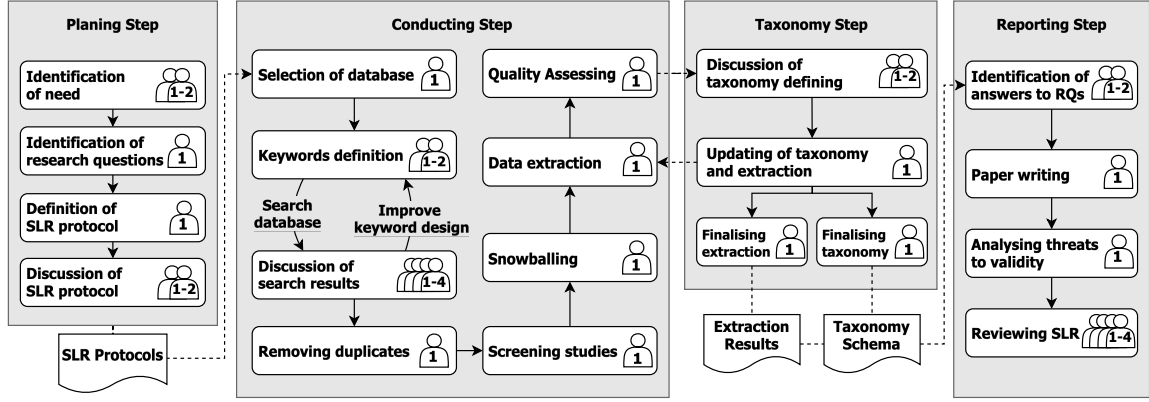 Planing Step
Identification
of need
1-2
Identification of
research questions
1
Definition of
SLR protocol
1
Discussion of
SLR protocol
1-2
SLR Protocols
Conducting Step
Selection of database
1
Keywords definition
1-2
Search
database
Improve
keyword design
Discussion of
search results
1-4
Removing duplicates
1
Screening studies
1
Snowballing
1
Data extraction
1
Quality Assessing
1
Taxonomy Step
Discussion of
taxonomy defining
1-2
Updating of taxonomy
and extraction
1
Finalising
extraction
1
Finalising
taxonomy
1
Extraction
Results
Taxonomy
Schema
Reporting Step
Identification of
answers to RQs
1-2
Paper writing
1
Analysing threats
to validity
1
Reviewing SLR
1-4